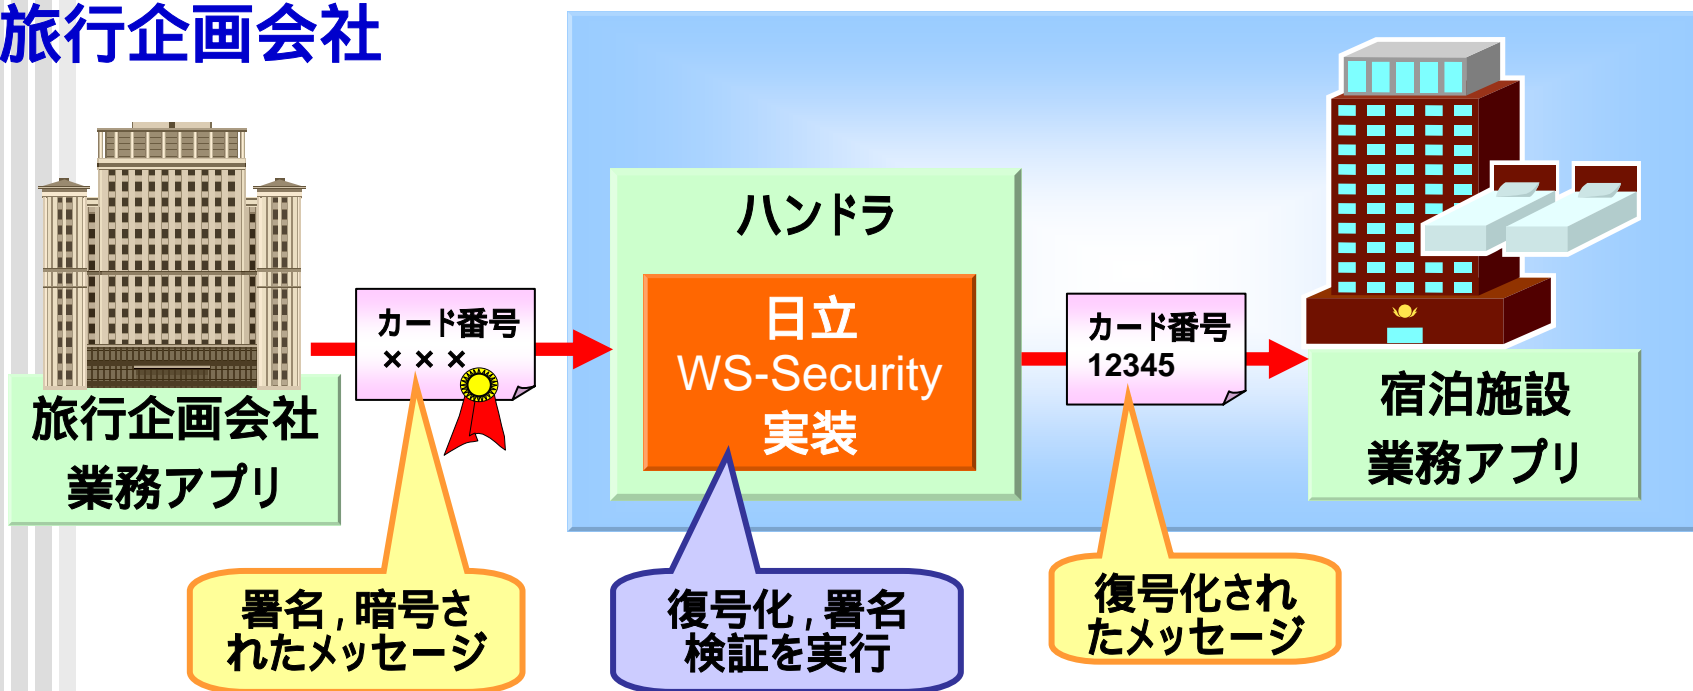 旅行企画会社
ハンドラ
日立
WS-Security
実装
カード番号
×××
カード番号
12345
旅行企画会社
業務アプリ
宿泊施設
業務アプリ
署名,暗号さ
れたメッセージ
復号化,署名
検証を実行
復号化され
たメッセージ